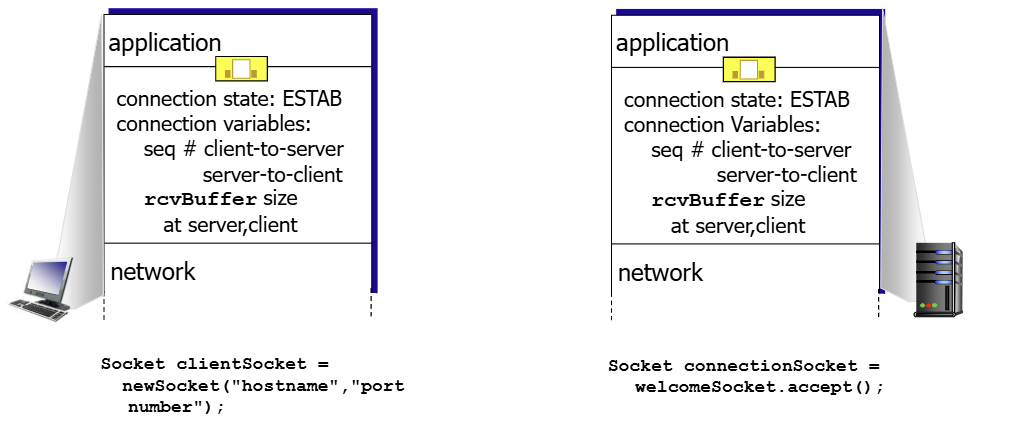 application
connection state: ESTAB
connection variables:
seq # client-to-server
server-to-client
rcvBuffer size
at server,client
network
Socket clientSocket =
newSocket("hostname","port
number");
application
connection state: ESTAB
connection Variables:
seq # client-to-server
server-to-client
rcvBuffer size
at server,client
network
Socket connectionSocket =
welcomeSocket.accept();